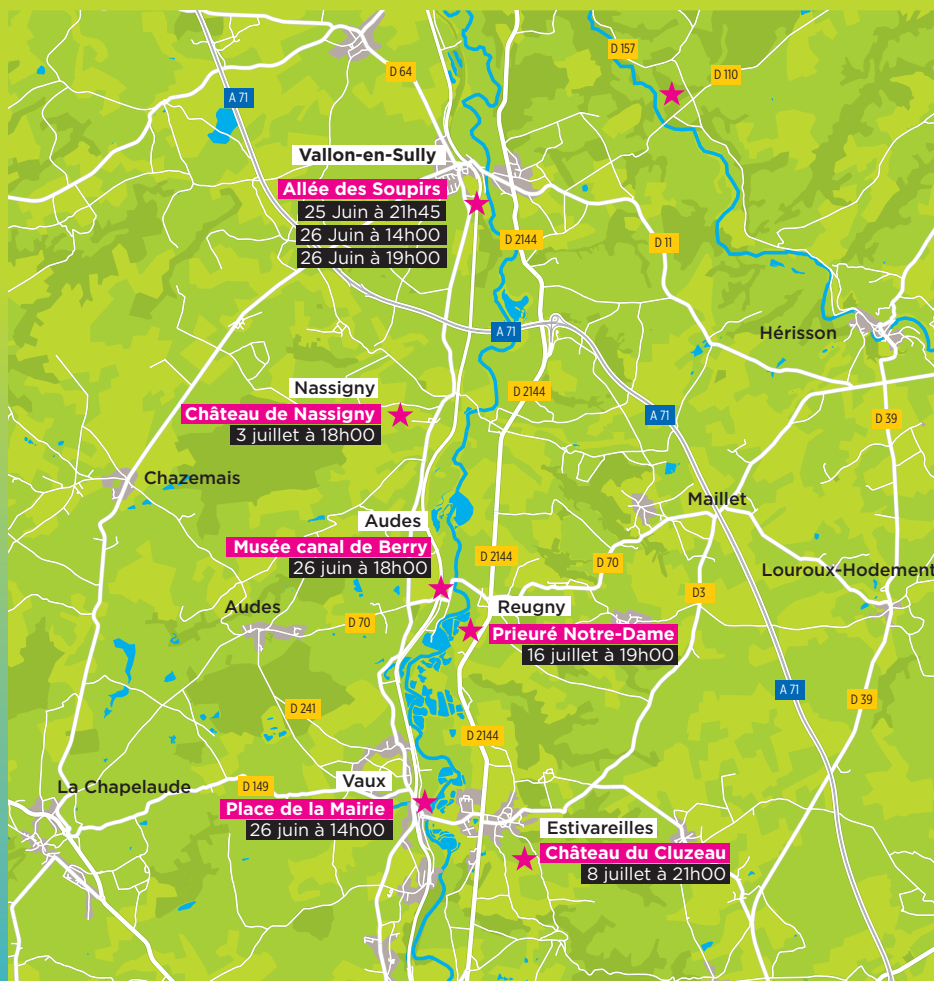 D 157
D 64
D 110
A 71
Vallon-en-Sully
Allée des Soupirs
25 Juin à 21h45
26 Juin à 14h00
26 Juin à 19h00
D 2144
D 11
A 71
Hérisson
Nassigny
Château de Nassigny
3 juillet à 18h00
D 2144
A 71
D 39
Chazemais
Maillet
Audes
Musée canal de Berry
26 juin à 18h00
D 2144
D 70
Louroux-Hodement
D3
Audes
D 70
Reugny
Prieuré Notre-Dame
16 juillet à 19h00
A 71
D 39
D 241
D 2144
La Chapelaude
D 149
Vaux
Place de la Mairie
26 juin à 14h00
Estivareilles
Château du Cluzeau
8 juillet à 21h00